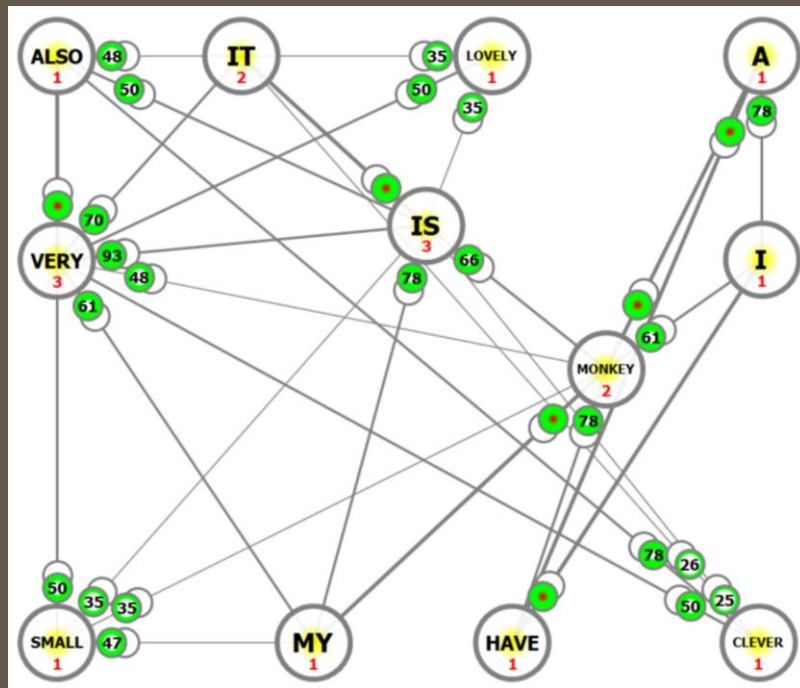 ALSO 48 IT 35 LOVELY A
1 2 1 1
50 50 35 78
70 IS
3
VERY 93 66 I
3 48 78 1
61 61
MONKEY
2
78
78 26
50 35 35 50 25
SMALL 47 MY HAVE CLEVER
1 1 1 1